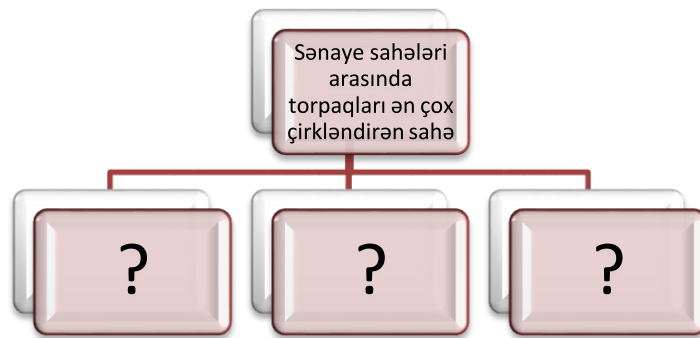 Sənaye sahələri
arasında
torpaqları ən çox
çirkləndirən sahə
? ? ?